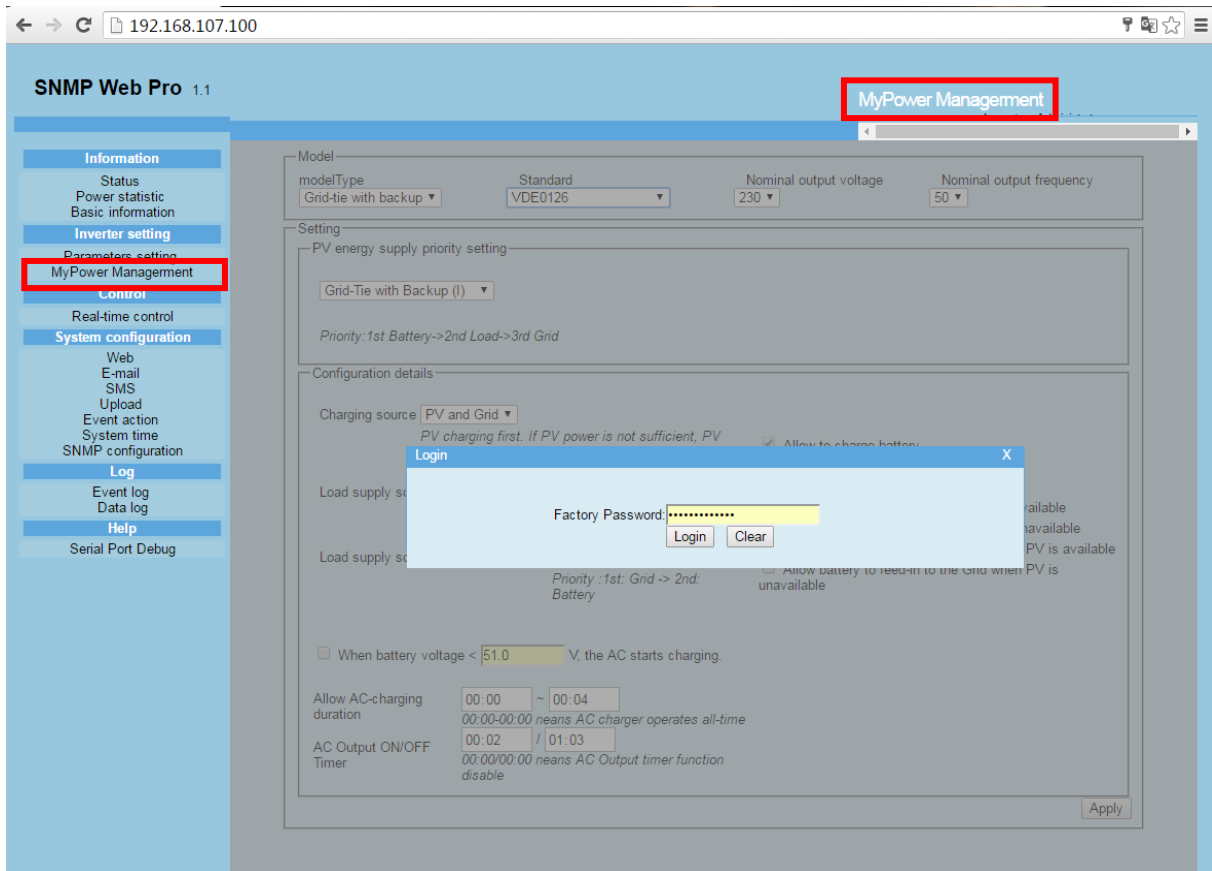 192.168.107.100
SNMP Web Pro 1.1
MyPower Managerment
Information
Status
Power statistic
Basic information
Inverter setting
Parameters setting
MyPower Managerment
Control
Real-time control
System configuration
Web
E-mail
SMS
Upload
Event action
System time
SNMP configuration
Log
Event log
Data log
Help
Serial Port Debug
Model
modelType Standard Nominal output voltage Nominal output frequency
Grid-tie with backup VDE0126 230 50
Setting
PV energy supply priority setting
Grid-Tie with Backup (I)
Priority:1st Battery->2nd Load->3rd Grid
Configuration details
Charging source PV and Grid
PV charging first. If PV power is not sufficient, PV
Allow to charge battery
Login X
Factory Password: •••••••••••••
Login Clear
Load supply
Load supply
PV is available
Allow battery to feed-in to the Grid when PV is
unavailable
Priority :1st: Grid -> 2nd:
Battery
When battery voltage < 51.0 V, the AC starts charging.
Allow AC-charging
duration
00:00 ~ 00:04
00:00-00:00 neans AC charger operates all-time
AC Output ON/OFF
Timer
00:02 / 01:03
00:00/00:00 neans AC Output timer function
disable
Apply